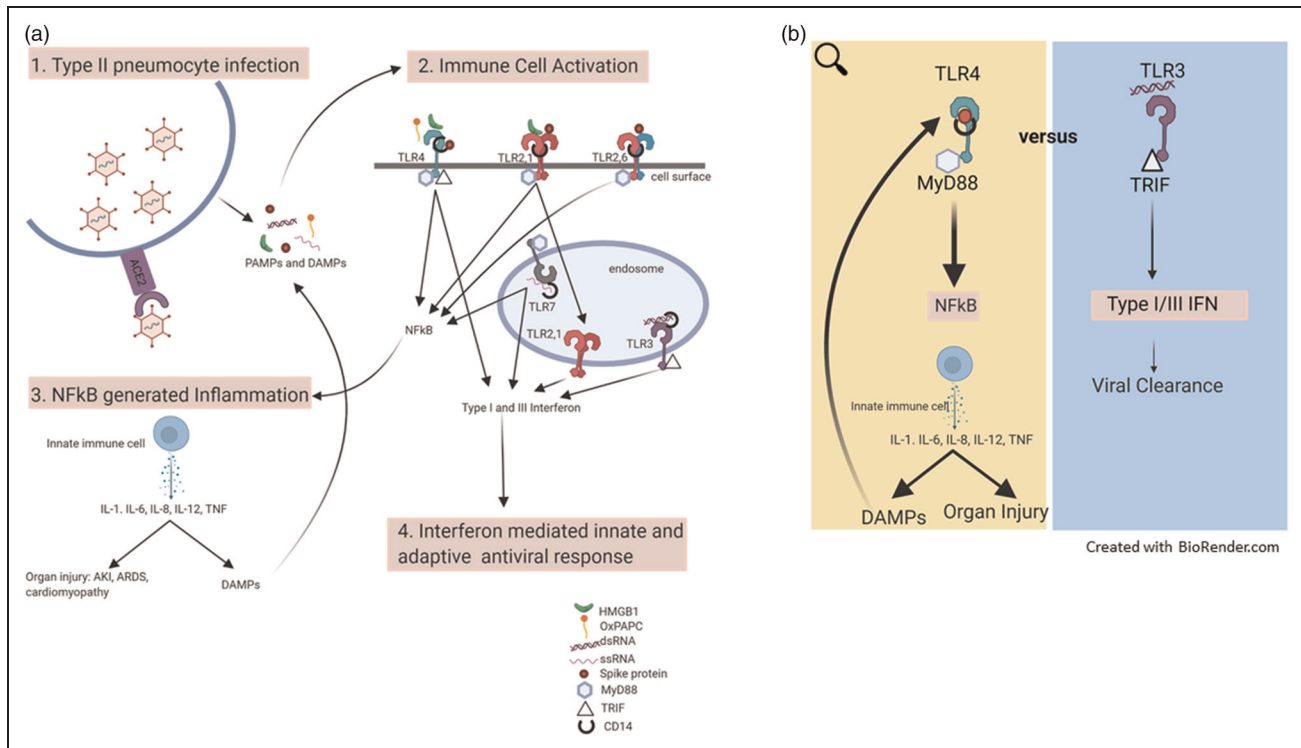 (a)
1. Type II pneumocyte infection
2. Immune Cell Activation
TLR4
TLR2,1
TLR2,6
cell surface
ACE2
PAMPs and DAMPs
endosome
TLR7
NFkB
TLR2,1
TLR3
3. NFkB generated Inflammation
Type I and III Interferon
Innate immune cell
IL-1. IL-6, IL-8, IL-12, TNF
Organ injury: AKI, ARDS,
cardiomyopathy
DAMPs
4. Interferon mediated innate and
adaptive antiviral response
HMGB1
OxPAPC
dsRNA
ssRNA
Spike protein
MyD88
TRIF
CD14
(b)
TLR4
MyD88
NFkB
Innate immune cell
IL-1. IL-6, IL-8, IL-12, TNF
DAMPs
Organ Injury
versus
TLR3
TRIF
Type I/III IFN
Viral Clearance
Created with BioRender.com